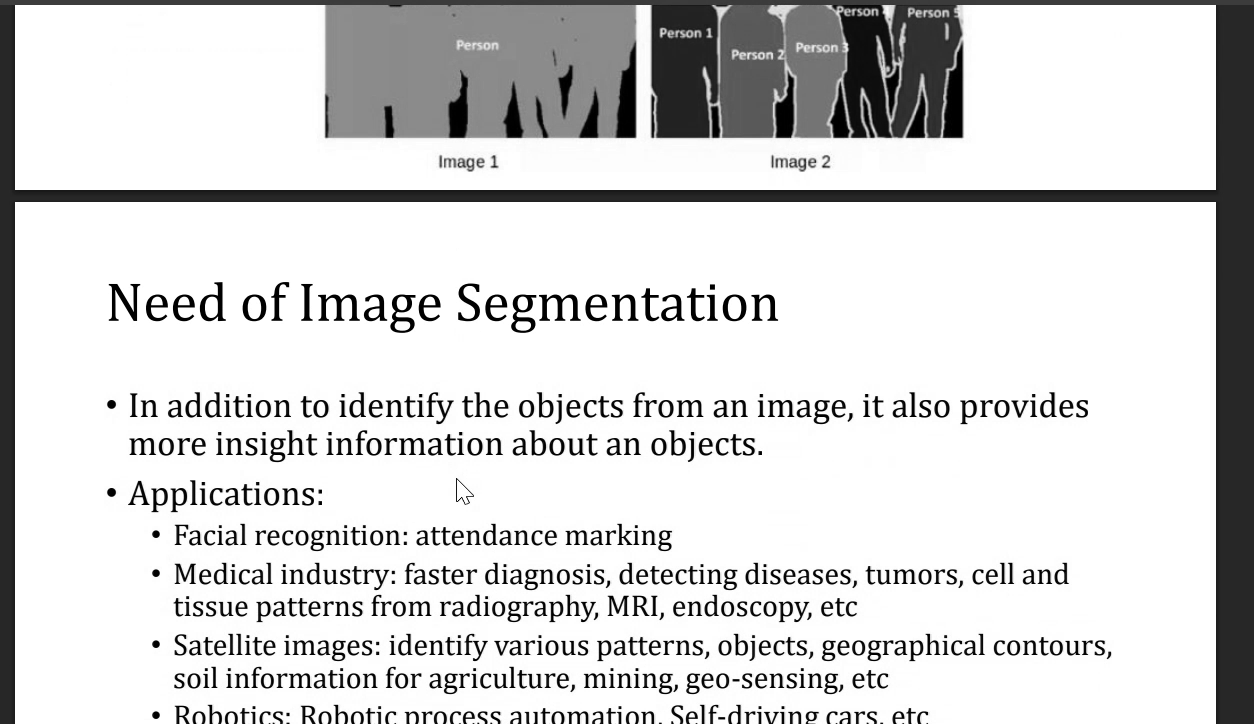 Person
Person 1
Person 2
Person 3
Person
Person 5
Image 1
Image 2
Need of Image Segmentation
• In addition to identify the objects from an image, it also provides
more insight information about an objects.
• Applications:
• Facial recognition: attendance marking
• Medical industry: faster diagnosis, detecting diseases, tumors, cell and
tissue patterns from radiography, MRI, endoscopy, etc
• Satellite images: identify various patterns, objects, geographical contours,
soil information for agriculture, mining, geo-sensing, etc
• Robotics: Robotic process automation, Self-driving cars, etc